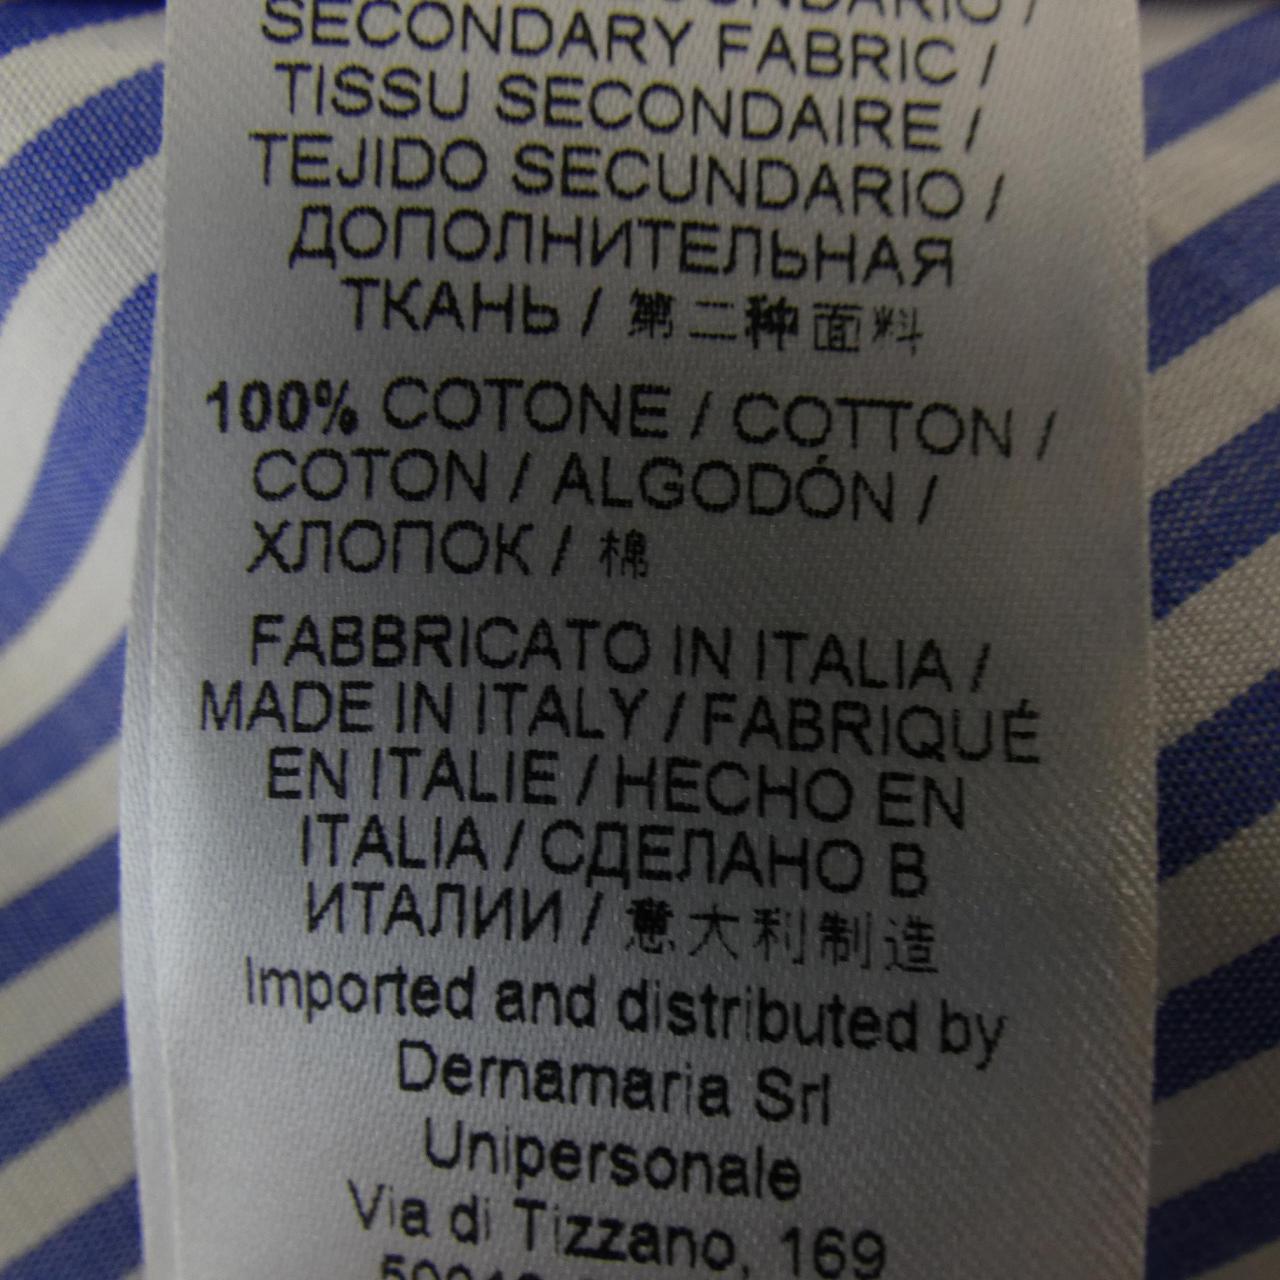 SECONDARY FABRIC /
TISSU SECONDAIRE /
TEJIDO SECUNDARIO /
ДОПОЛНИТЕЛЬНАЯ
ТКАНЬ / 第二种面料
100% COTONE / COTTON /
COTON / ALGODÓN /
ХЛОПОК / 棉
FABBRICATO IN ITALIA /
MADE IN ITALY / FABRIQUÉ
EN ITALIE / HECHO EN
ITALIA / СДЕЛАНО В
ИТАЛИИ / 意大利制造
Imported and distributed by
Dernamaria Srl
Unipersonale
Via di Tizzano, 169